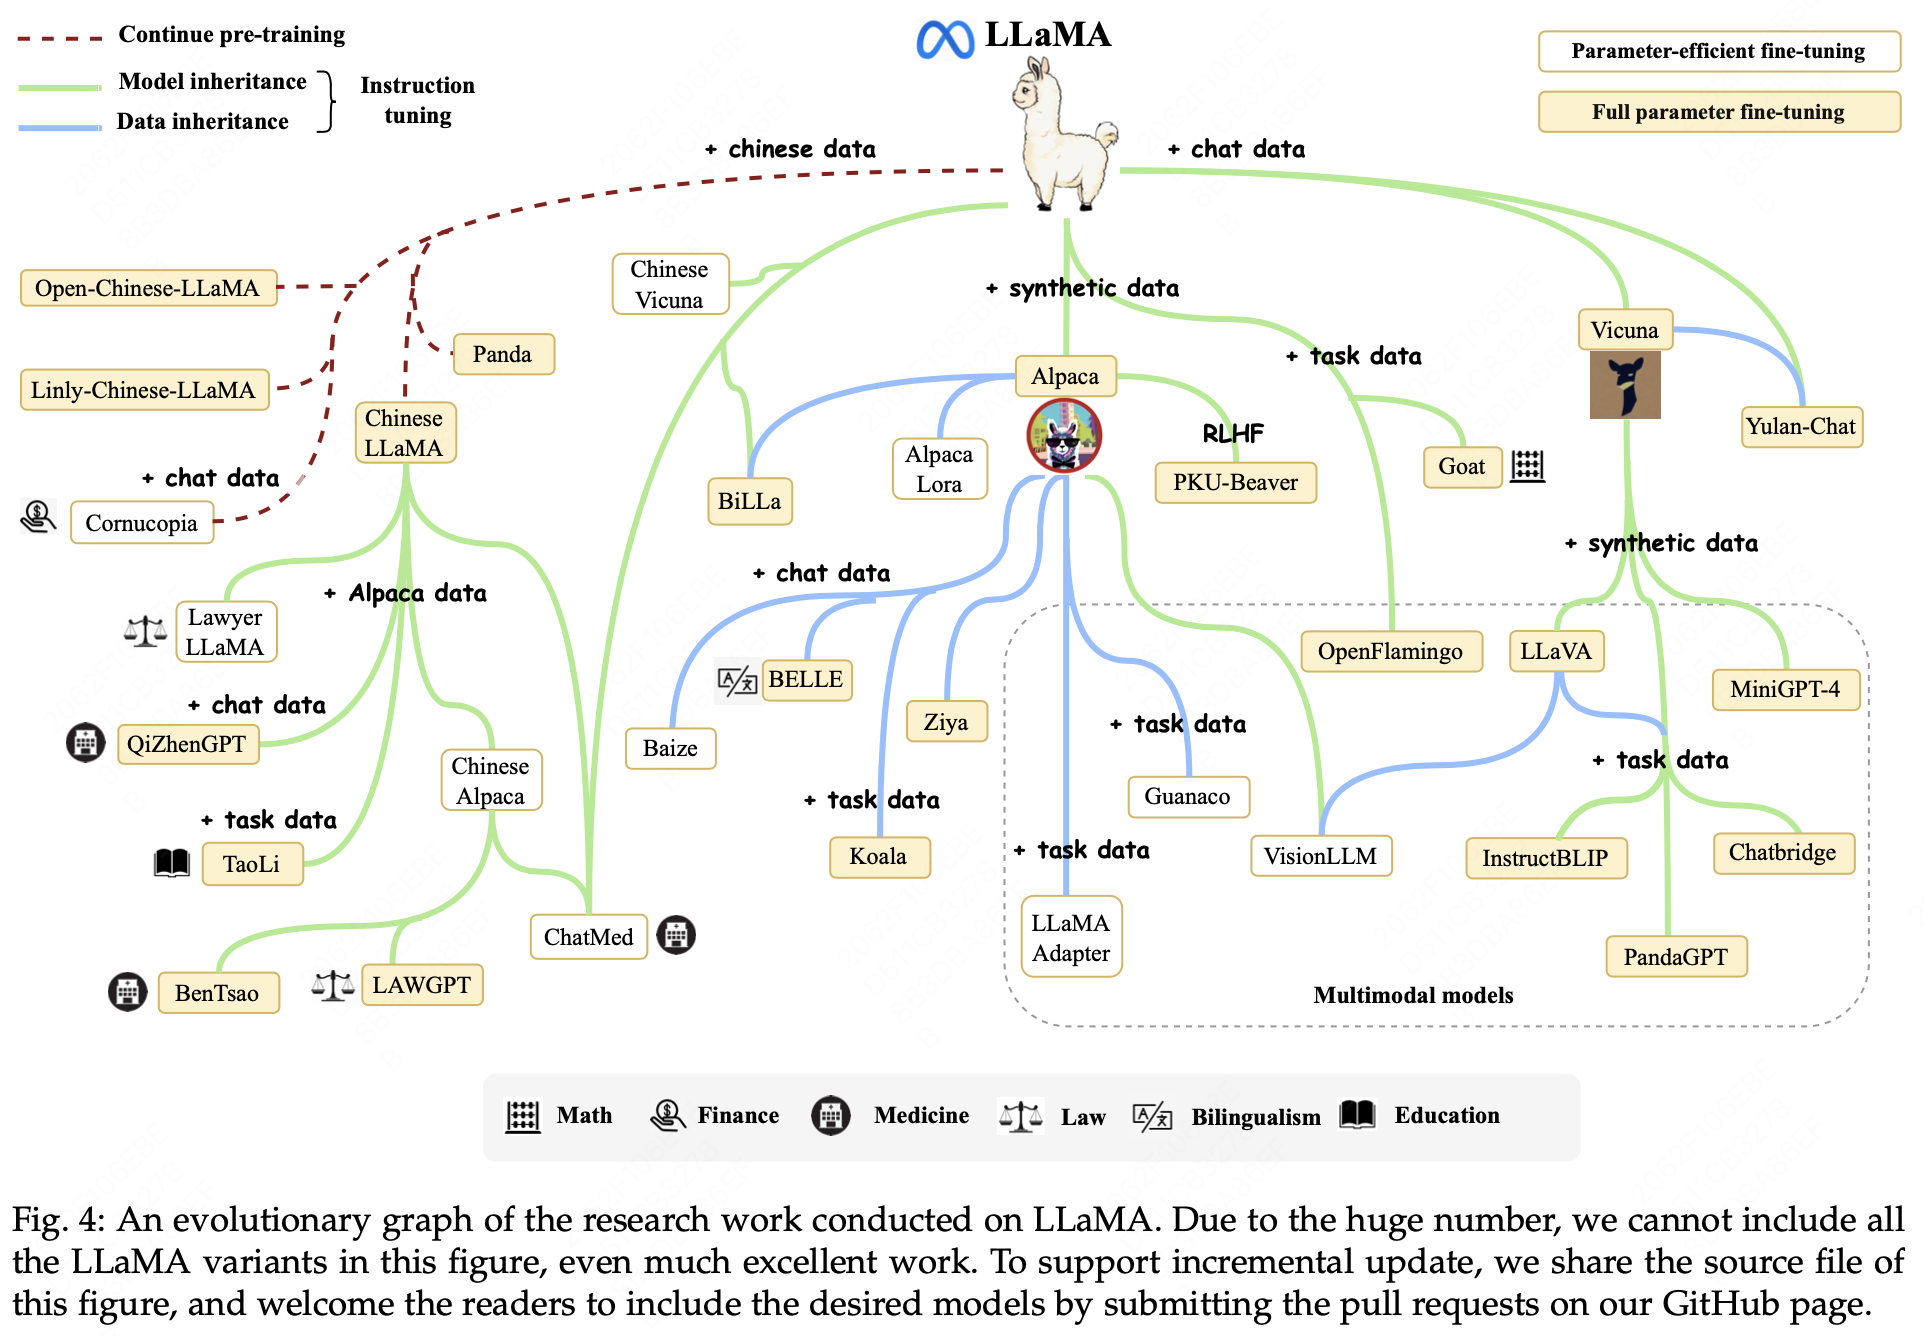 LLaMA
Continue pre-training
Model inheritance
Data inheritance
Instruction
tuning
Parameter-efficient fine-tuning
Full parameter fine-tuning
+ chinese data
+ chat data
Open-Chinese-LLaMA
Linly-Chinese-LLaMA
Panda
Chinese
LLaMA
+ chat data
Cornucopia
Chinese
Vicuna
+ synthetic data
Alpaca
+ task data
Vicuna
Yulan-Chat
RLHF
PKU-Beaver
Goat
Alpaca
Lora
BiLLa
+ Alpaca data
Lawyer
LLaMA
+ chat data
QiZhenGPT
+ task data
TaoLi
Chinese
Alpaca
BenTsao
LAWGPT
ChatMed
+ chat data
Baize
BELLE
Ziya
+ task data
Koala
+ task data
Guanaco
+ task data
LLaMA
Adapter
VisionLLM
OpenFlamingo
+ synthetic data
LLaVA
MiniGPT-4
+ task data
InstructBLIP
Chatbridge
PandaGPT
Multimodal models
Math
Finance
Medicine
Law
Bilingualism
Education
Fig. 4: An evolutionary graph of the research work conducted on LLaMA. Due to the huge number, we cannot include all
the LLaMA variants in this figure, even much excellent work. To support incremental update, we share the source file of
this figure, and welcome the readers to include the desired models by submitting the pull requests on our GitHub page.